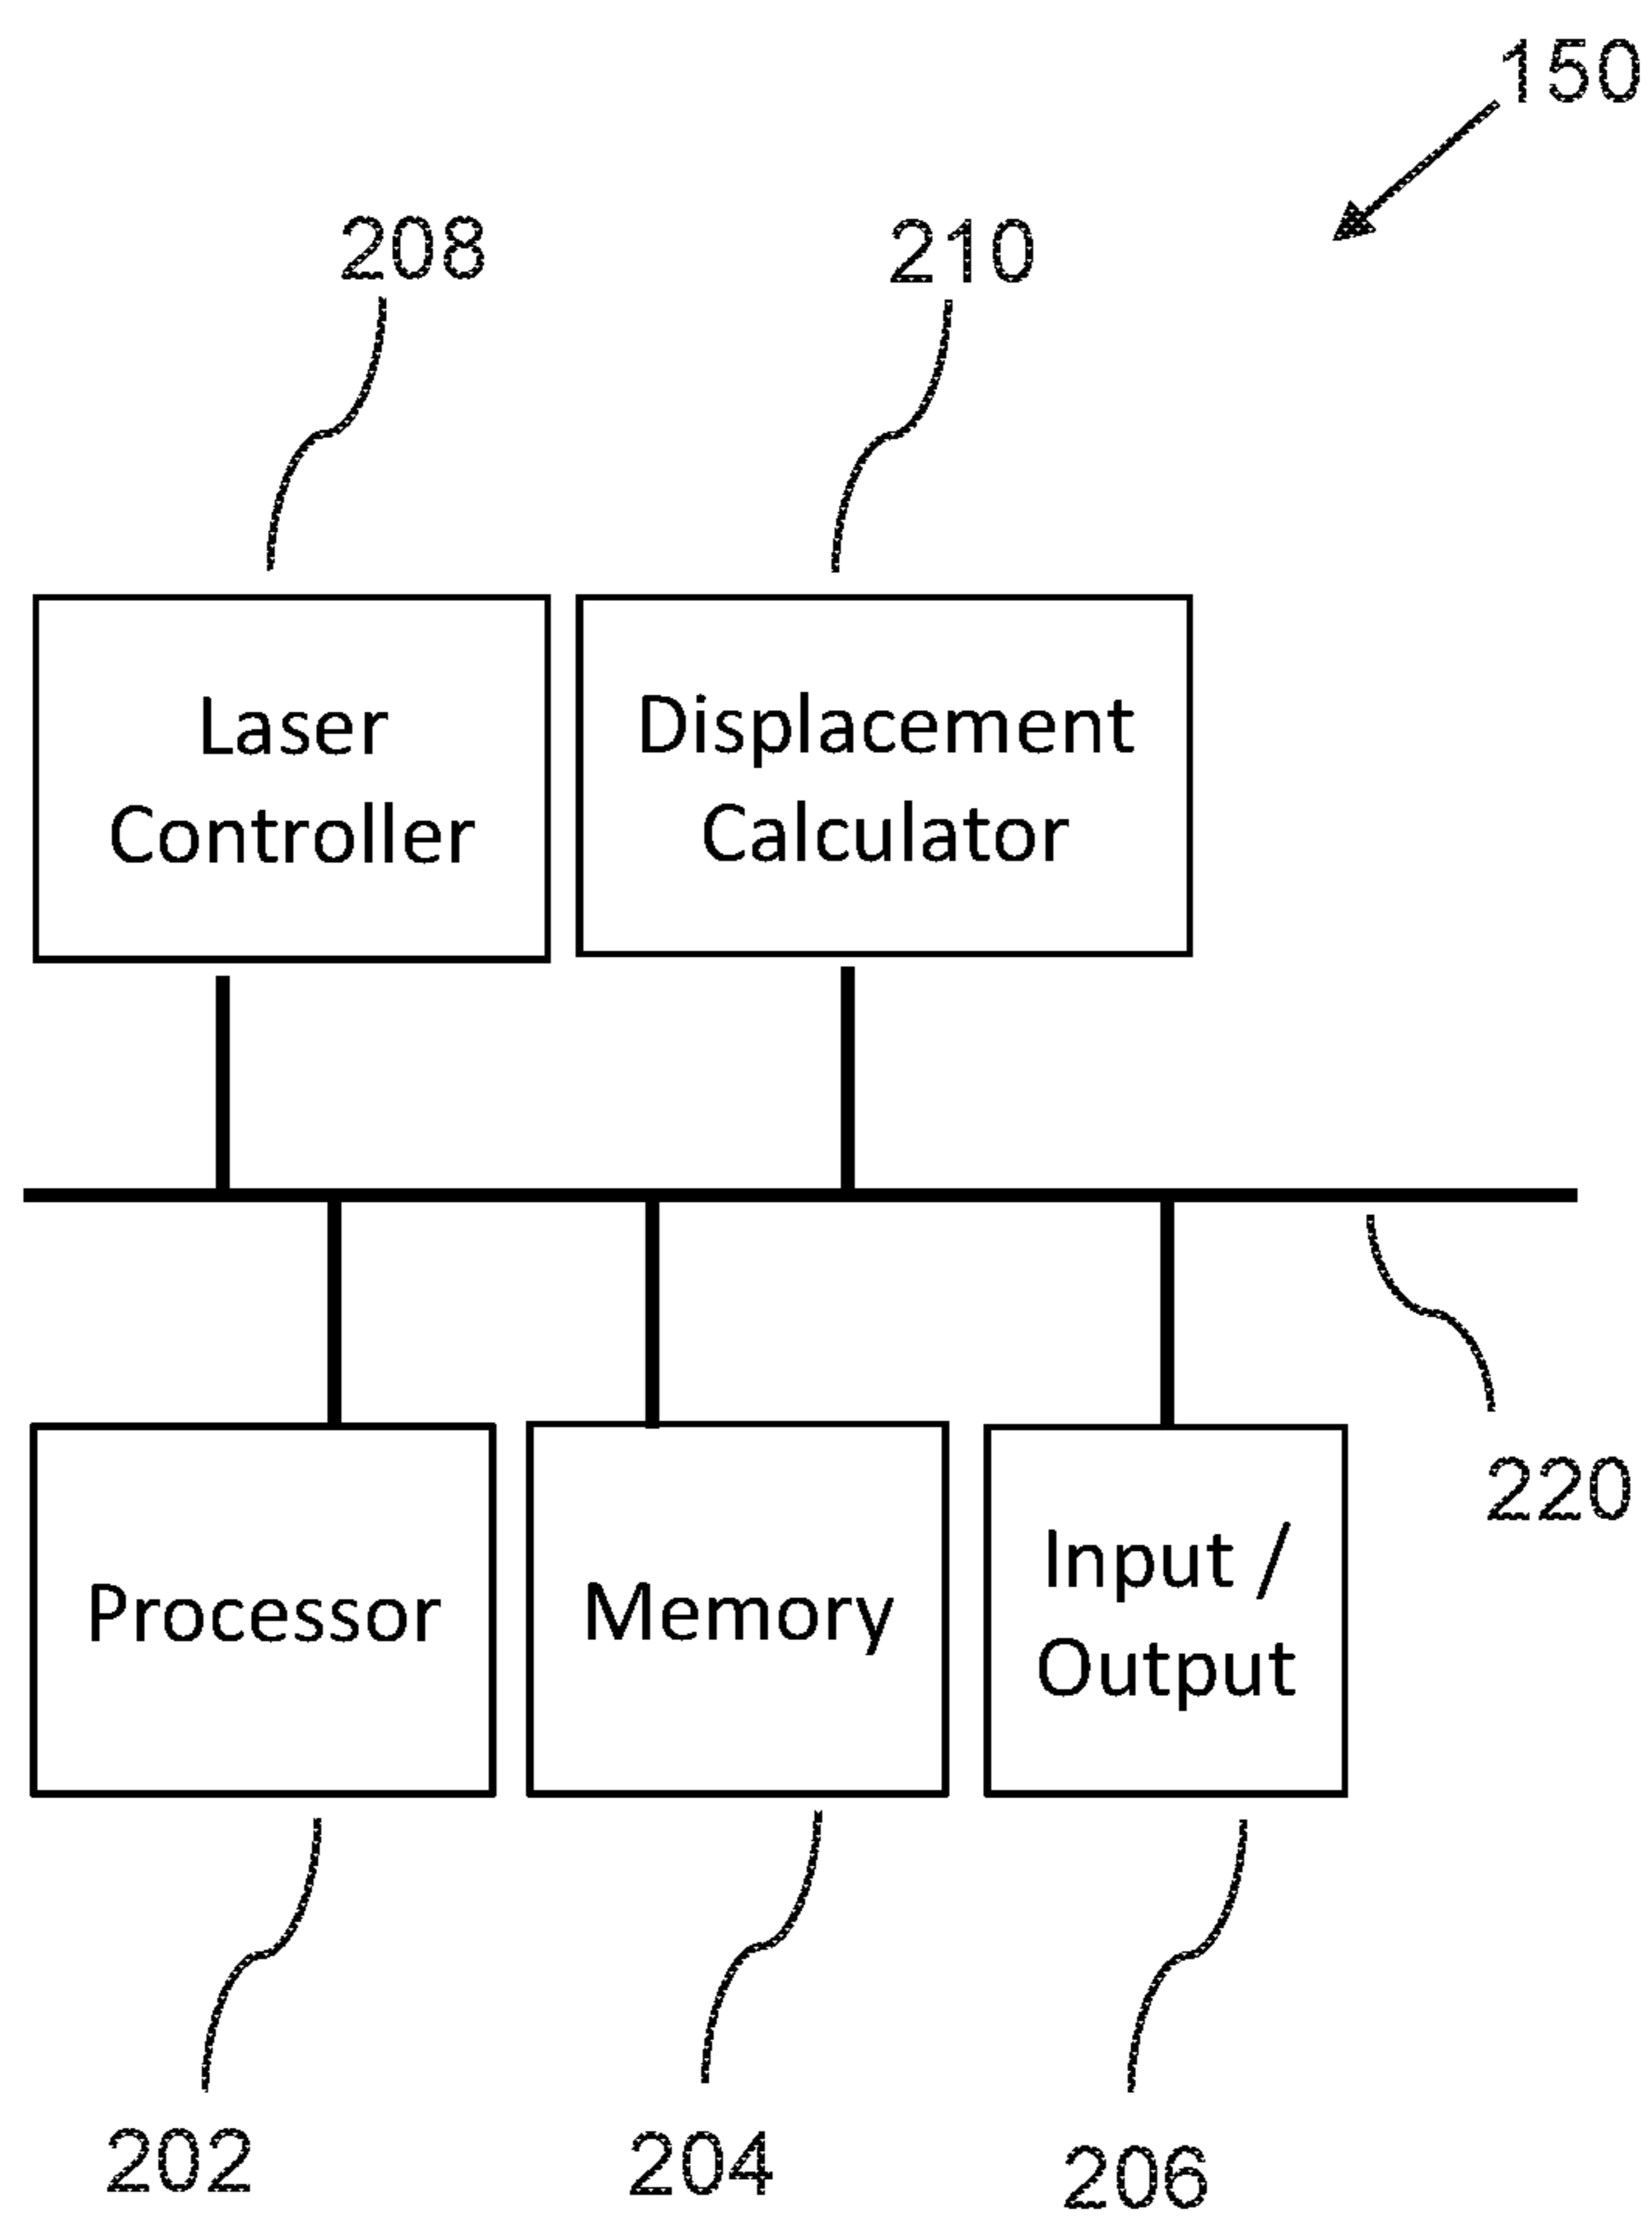 150
208
210
Laser
Controller
Displacement
Calculator
220
Processor
Memory
Input /
Output
202
204
206